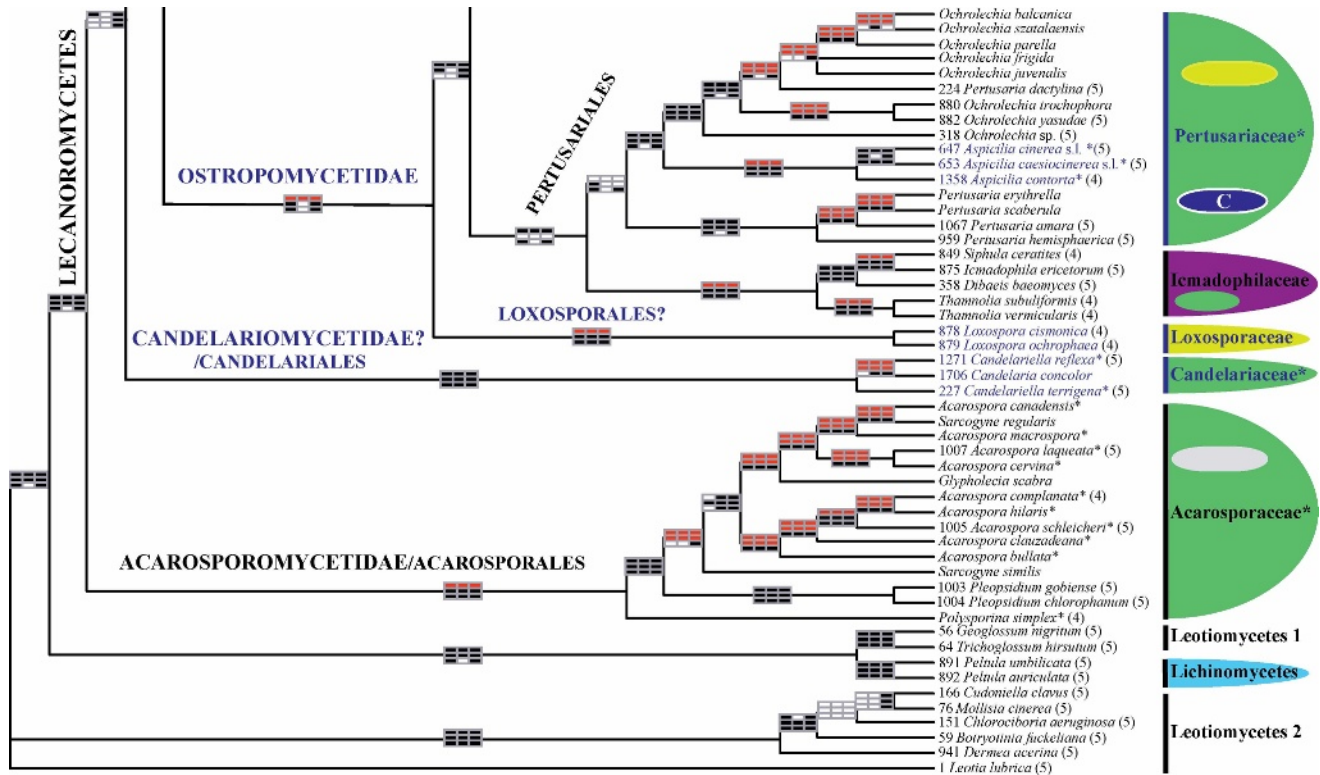 LECANOROMYCETES
OSTROPOMYCETIDAE
PERTUSARIALES
LOXOSPORALES?
CANDELARIOMYCETIDAE?
/CANDELARIALES
ACAROSPOROMYCETIDAE/ACAROSPORALES
Ochrolechia balcanica
Ochrolechia szatalaensis
Ochrolechia parella
Ochrolechia frigida
Ochrolechia juvenalis
224 Pertusaria dactylina (5)
880 Ochrolechia trochophora
882 Ochrolechia yasudae (5)
318 Ochrolechia sp. (5)
647 Aspicilia cinerea s.l. *(5)
653 Aspicilia caesiocinerea s.l.* (5)
1358 Aspicilia contorta* (4)
Pertusaria erythrella
Pertusaria scaberula
1067 Pertusaria amara (5)
959 Pertusaria hemisphaerica (5)
849 Siphula ceratites (4)
875 Icmadophila ericetorum (5)
358 Dibaeis baeomyces (5)
Thamnolia subuliformis (4)
Thamnolia vermicularis (4)
878 Loxospora cismonica (4)
879 Loxospora ochrophaea (4)
1271 Candelariella reflexa* (5)
1706 Candelaria concolor
227 Candelariella terrigena* (5)
Acarospora canadensis*
Sarcogyne regularis
Acarospora macrospora*
1007 Acarospora laqueata* (5)
Acarospora cervina*
Glypholecia scabra
Acarospora complanata* (4)
Acarospora hilaris*
1005 Acarospora schleicheri* (5)
Acarospora clauzadeana*
Acarospora bullata*
Sarcogyne similis
1003 Pleopsidium gobiense (5)
1004 Pleopsidium chlorophanum (5)
Polysporina simplex* (4)
56 Geoglossum nigritum (5)
64 Trichoglossum hirsutum (5)
891 Peltula umbilicata (5)
892 Peltula auriculata (5)
166 Cudoniella clavus (5)
76 Mollisia cinerea (5)
151 Chlorociboria aeruginosa (5)
59 Botryotinia fuckeliana (5)
941 Dermea acerina (5)
1 Leotia lubrica (5)
Pertusariaceae*
C
Icmadophilaceae
Loxosporaceae
Candelariaceae*
Acarosporaceae*
Leotiomycetes 1
Lichinomycetes
Leotiomycetes 2